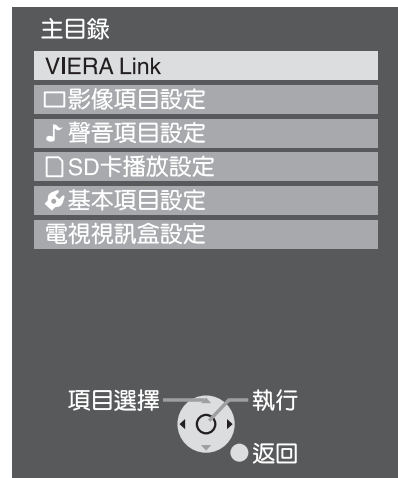 主目錄
VIERA Link
影像項目設定
聲音項目設定
SD卡播放設定
基本項目設定
電視視訊盒設定
項目選擇
執行
返回